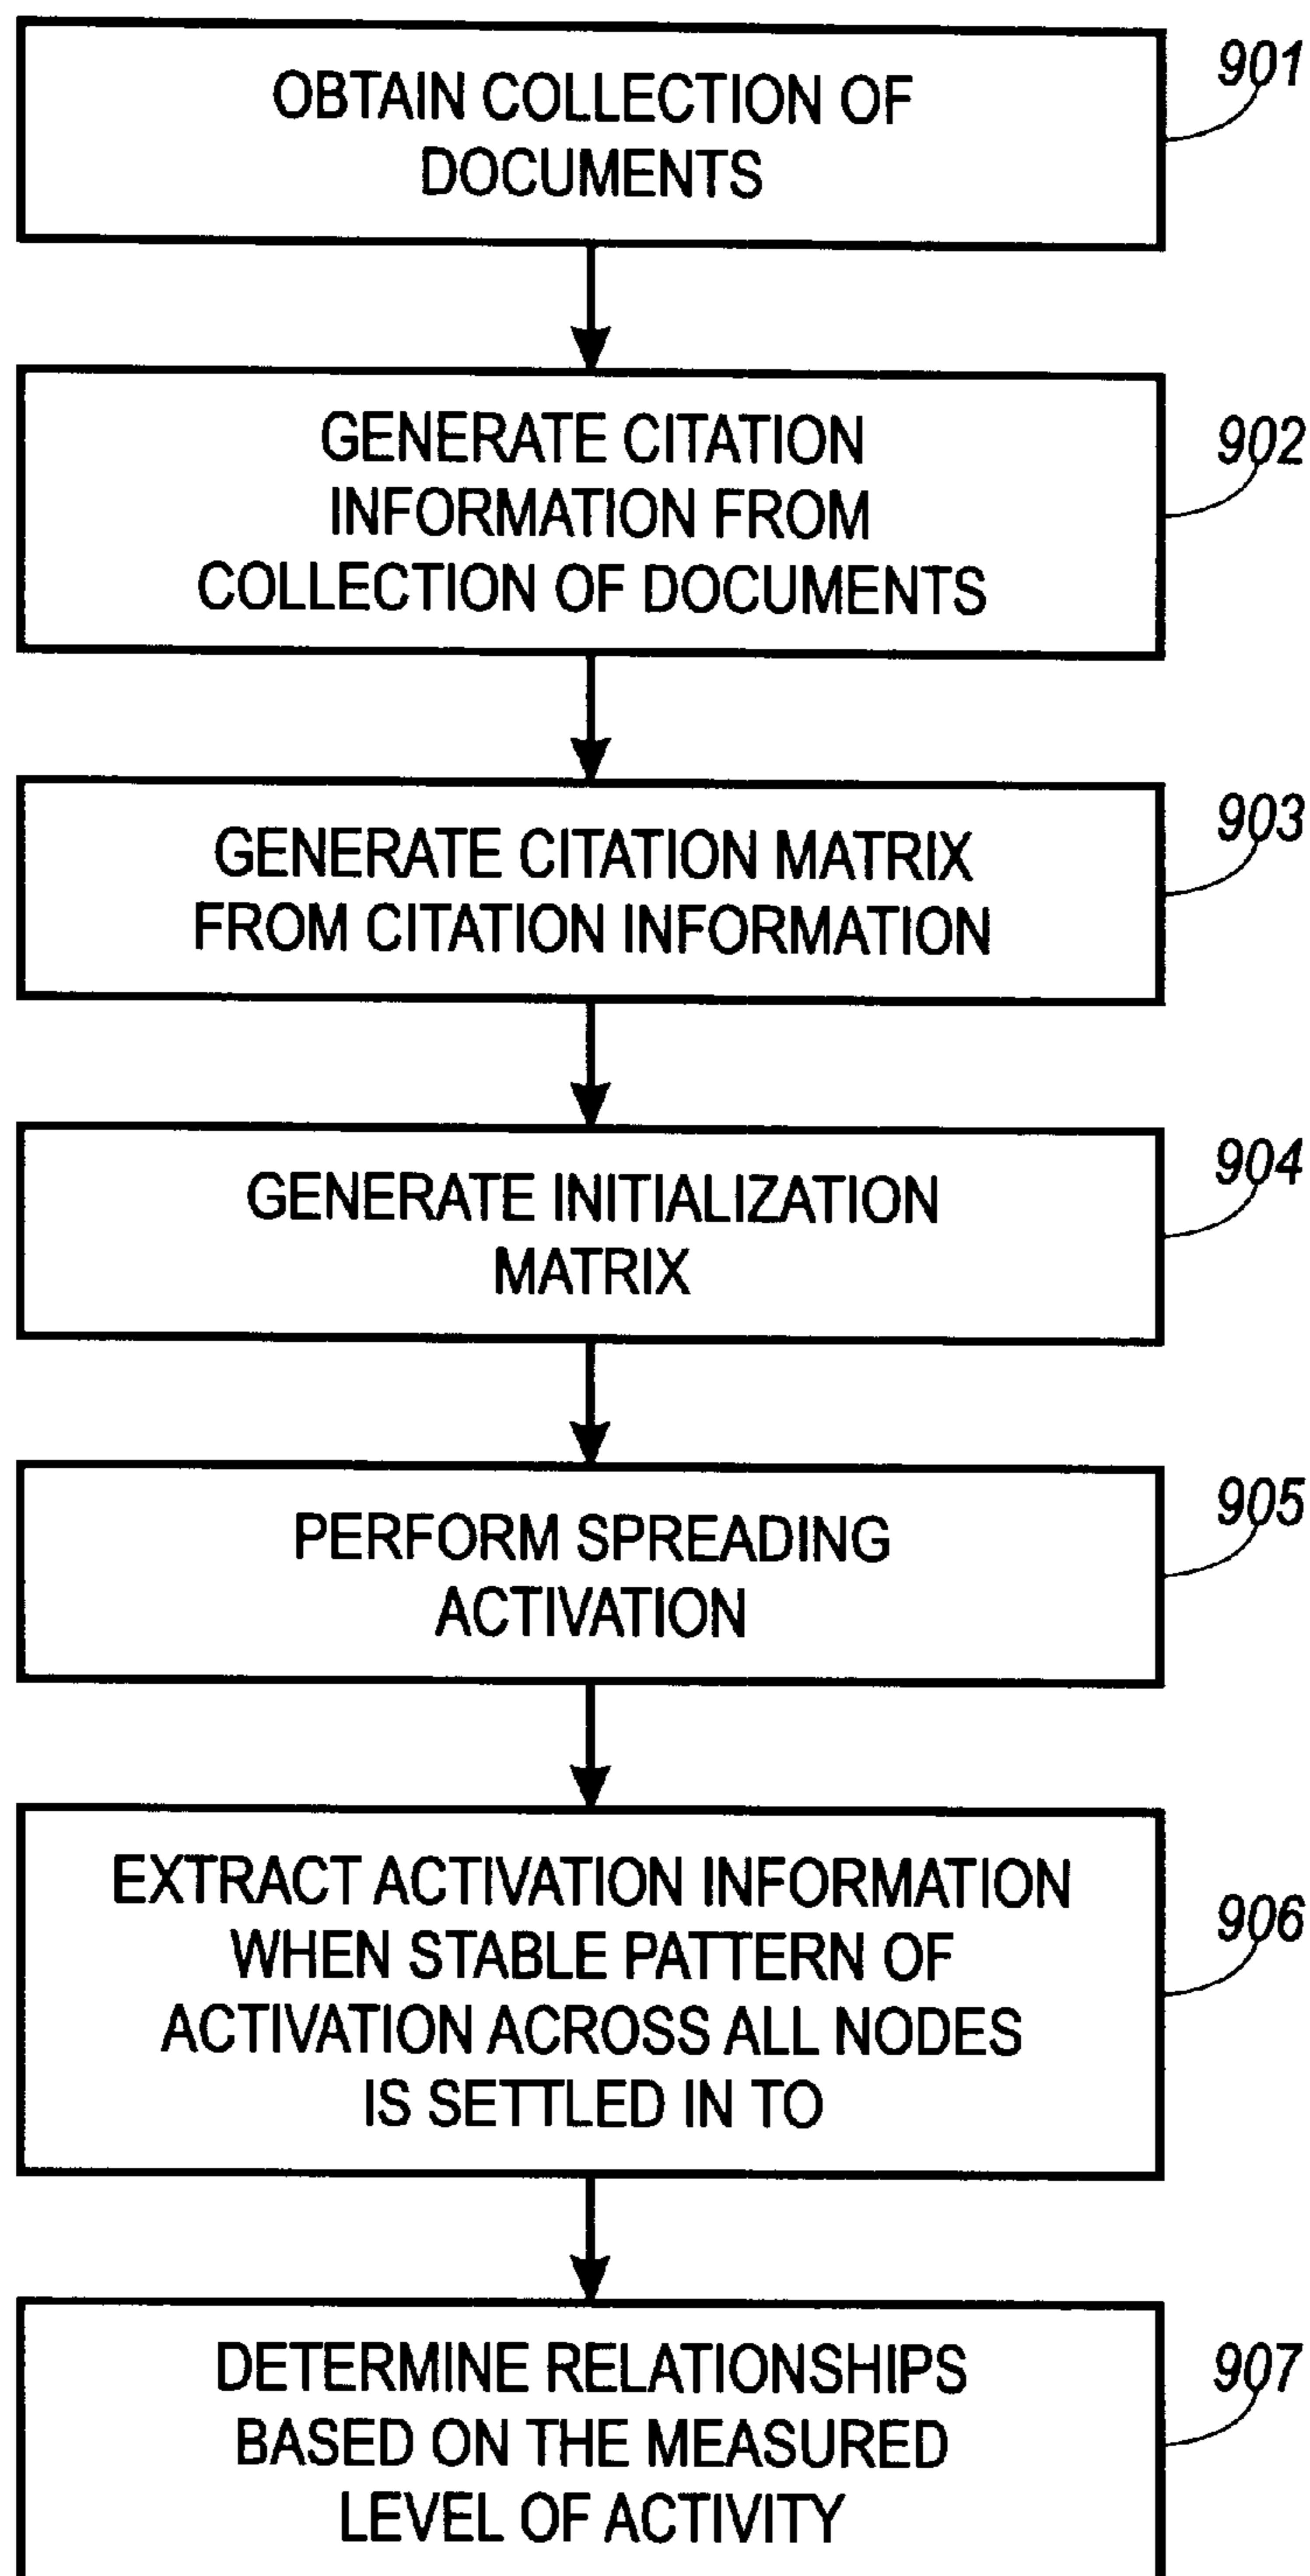 OBTAIN COLLECTION OF
DOCUMENTS
901
GENERATE CITATION
INFORMATION FROM
COLLECTION OF DOCUMENTS
902
GENERATE CITATION MATRIX
FROM CITATION INFORMATION
903
GENERATE INITIALIZATION
MATRIX
904
PERFORM SPREADING
ACTIVATION
905
EXTRACT ACTIVATION INFORMATION
WHEN STABLE PATTERN OF
ACTIVATION ACROSS ALL NODES
IS SETTLED IN TO
906
DETERMINE RELATIONSHIPS
BASED ON THE MEASURED
LEVEL OF ACTIVITY
907